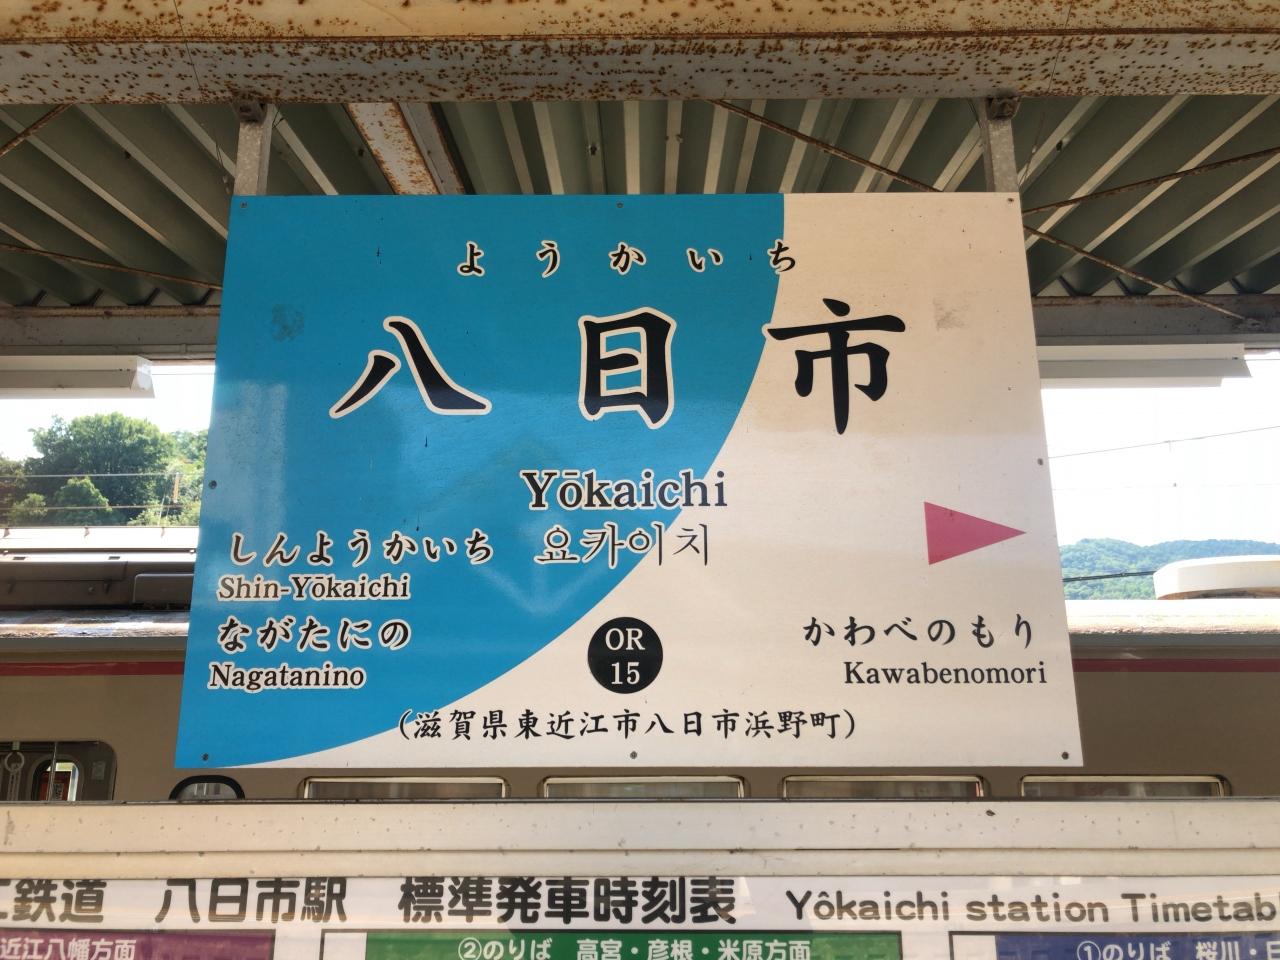 ようかいち
八日市
Yōkaichi
요카이치
しんようかいち
Shin-Yōkaichi
ながたにの
Nagatanino
OR
15
かわべのもり
Kawabenomori
(滋賀県東近江市八日市浜野町)
鉄道 八日市駅 標準発車時刻表 Yôkaichi station
近江八幡方面
②のりば 高宮・彦根・米原方面
①のりば 桜川・